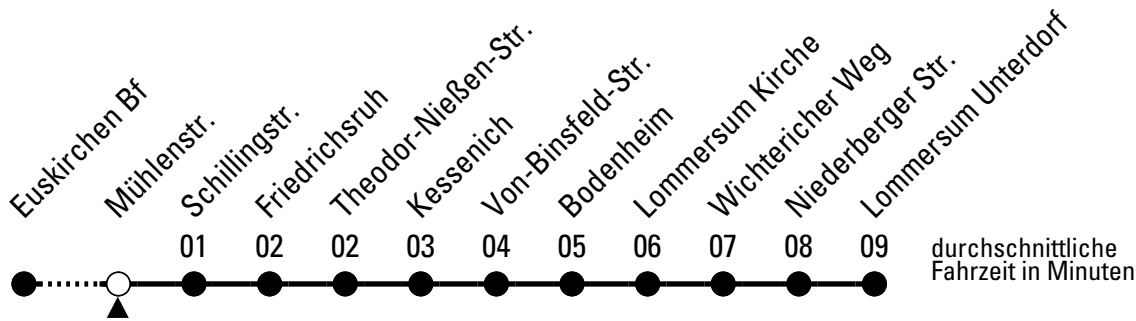 Euskirchen Bf
Mühlenstr.
Schillingstr.
Friedrichsruh
Theodor-Nießen-Str.
Kessenich
Von-Binsfeld-Str.
Bodenheim
Lommersum Kirche
Wichtericher Weg
Niederberger Str.
Lommersum Unterdorf
01 02 02 03 04 05 06 07 08 09
durchschnittliche
Fahrzeit in Minuten